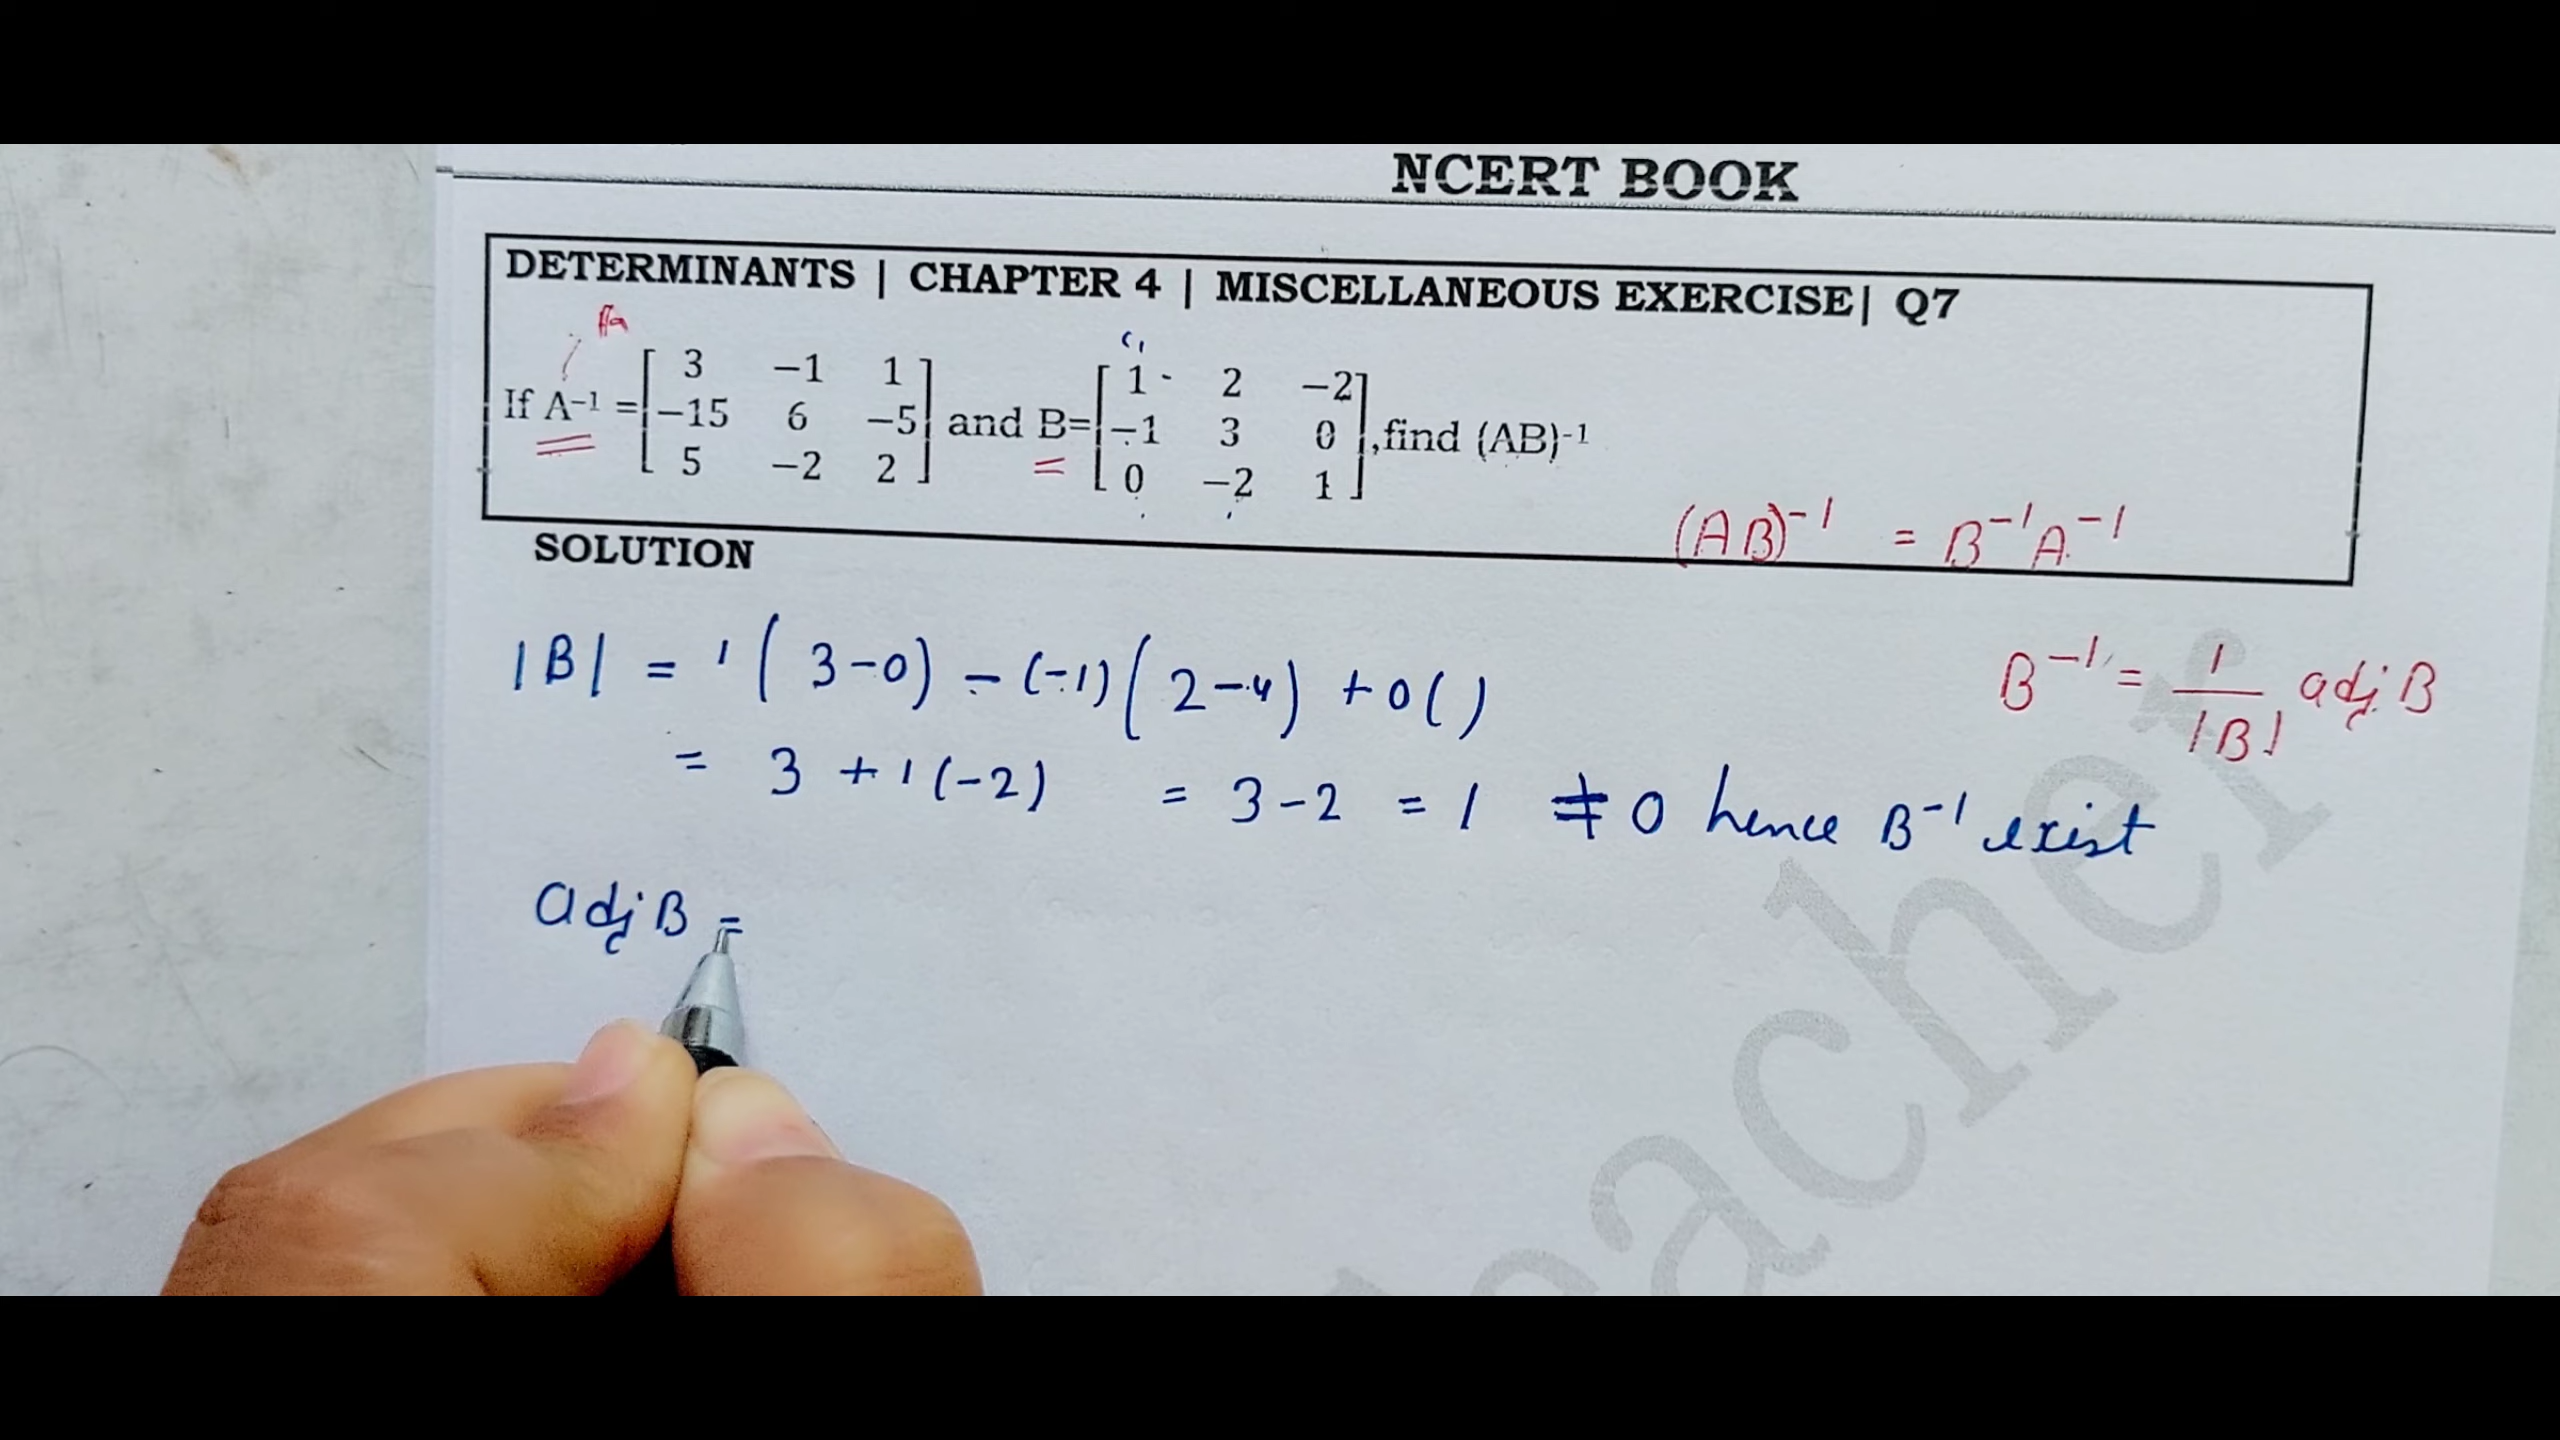 NCERT BOOK
DETERMINANTS | CHAPTER 4 | MISCELLANEOUS EXERCISE| Q7
C1
If A-1 =[3 −1 1 and B=[1 2 −2
−15 6 −5 −1 3 0 ,find (AB)-1
5 −2 2] 0 −2 1]
(AB)-1 = B-1A-1
SOLUTION
|B| = 1(3-0) - (-1)(2-4) + 0( )
B-1 = 1/|B| adj B
= 3 + 1(-2) = 3-2 = 1 ≠ 0 hence B-1 exist
adj B =
acher